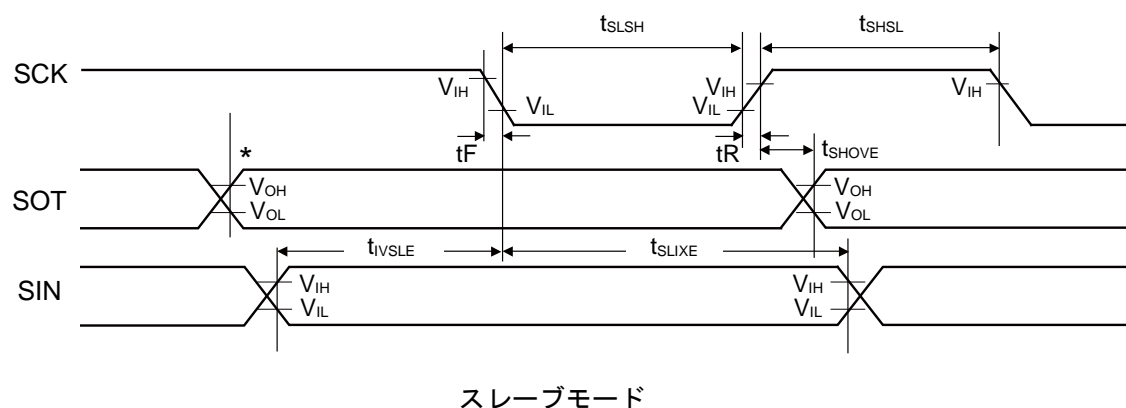 tSLSH
tSHSL
SCK
VIH
VIL
VIH
VIL
VIH
tF
tR
tSHOVE
*
SOT
VOH
VOL
VOH
VOL
tIVSLE
tSLIXE
SIN
VIH
VIL
VIH
VIL
スレーブモード